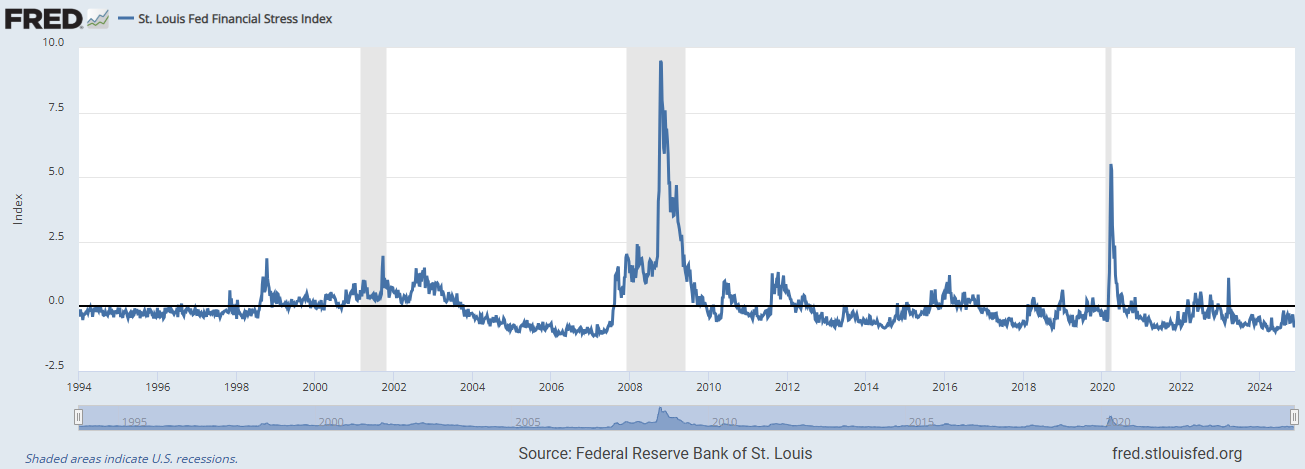 FRED
St. Louis Fed Financial Stress Index
10.0
7.5
5.0
2.5
0.0
-2.5
Index
1994 1996 1998 2000 2002 2004 2006 2008 2010 2012 2014 2016 2018 2020 2022 2024
1995 2000 2005 2010 2015 2020
Shaded areas indicate U.S. recessions.
Source: Federal Reserve Bank of St. Louis
fred.stlouisfed.org